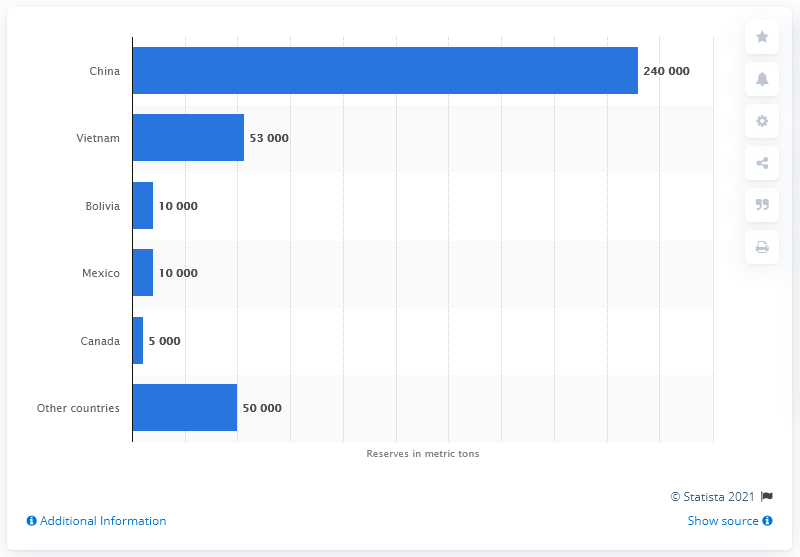 China 240 000
Vietnam 53 000
Bolivia 10 000
Mexico 10 000
Canada 5 000
Other countries 50 000
Reserves in metric tons
© Statista 2021
Additional Information Show source